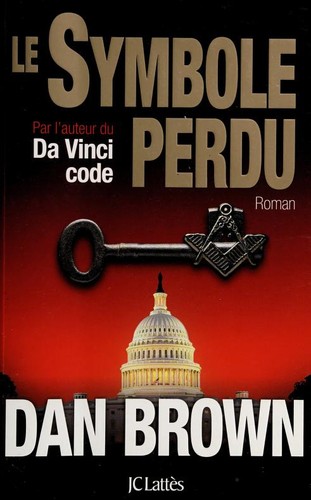 LE SYMBOLE
Par l'auteur du
Da Vinci
code
PERDU
Roman
DAN BROWN
JC Lattès